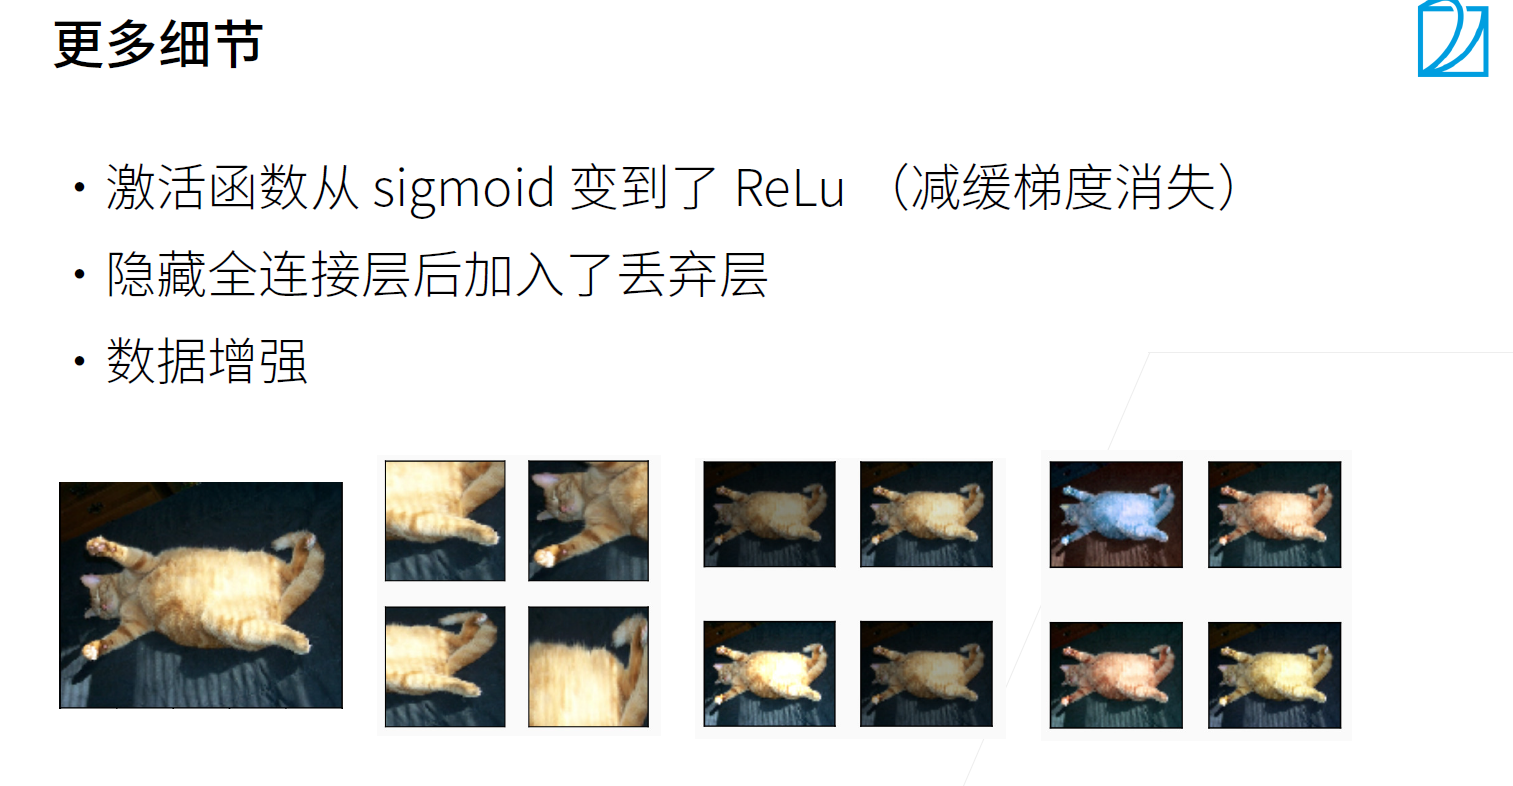 更多细节
• 激活函数从 sigmoid 变到了 ReLu （减缓梯度消失）
• 隐藏全连接层后加入了丢弃层
• 数据增强